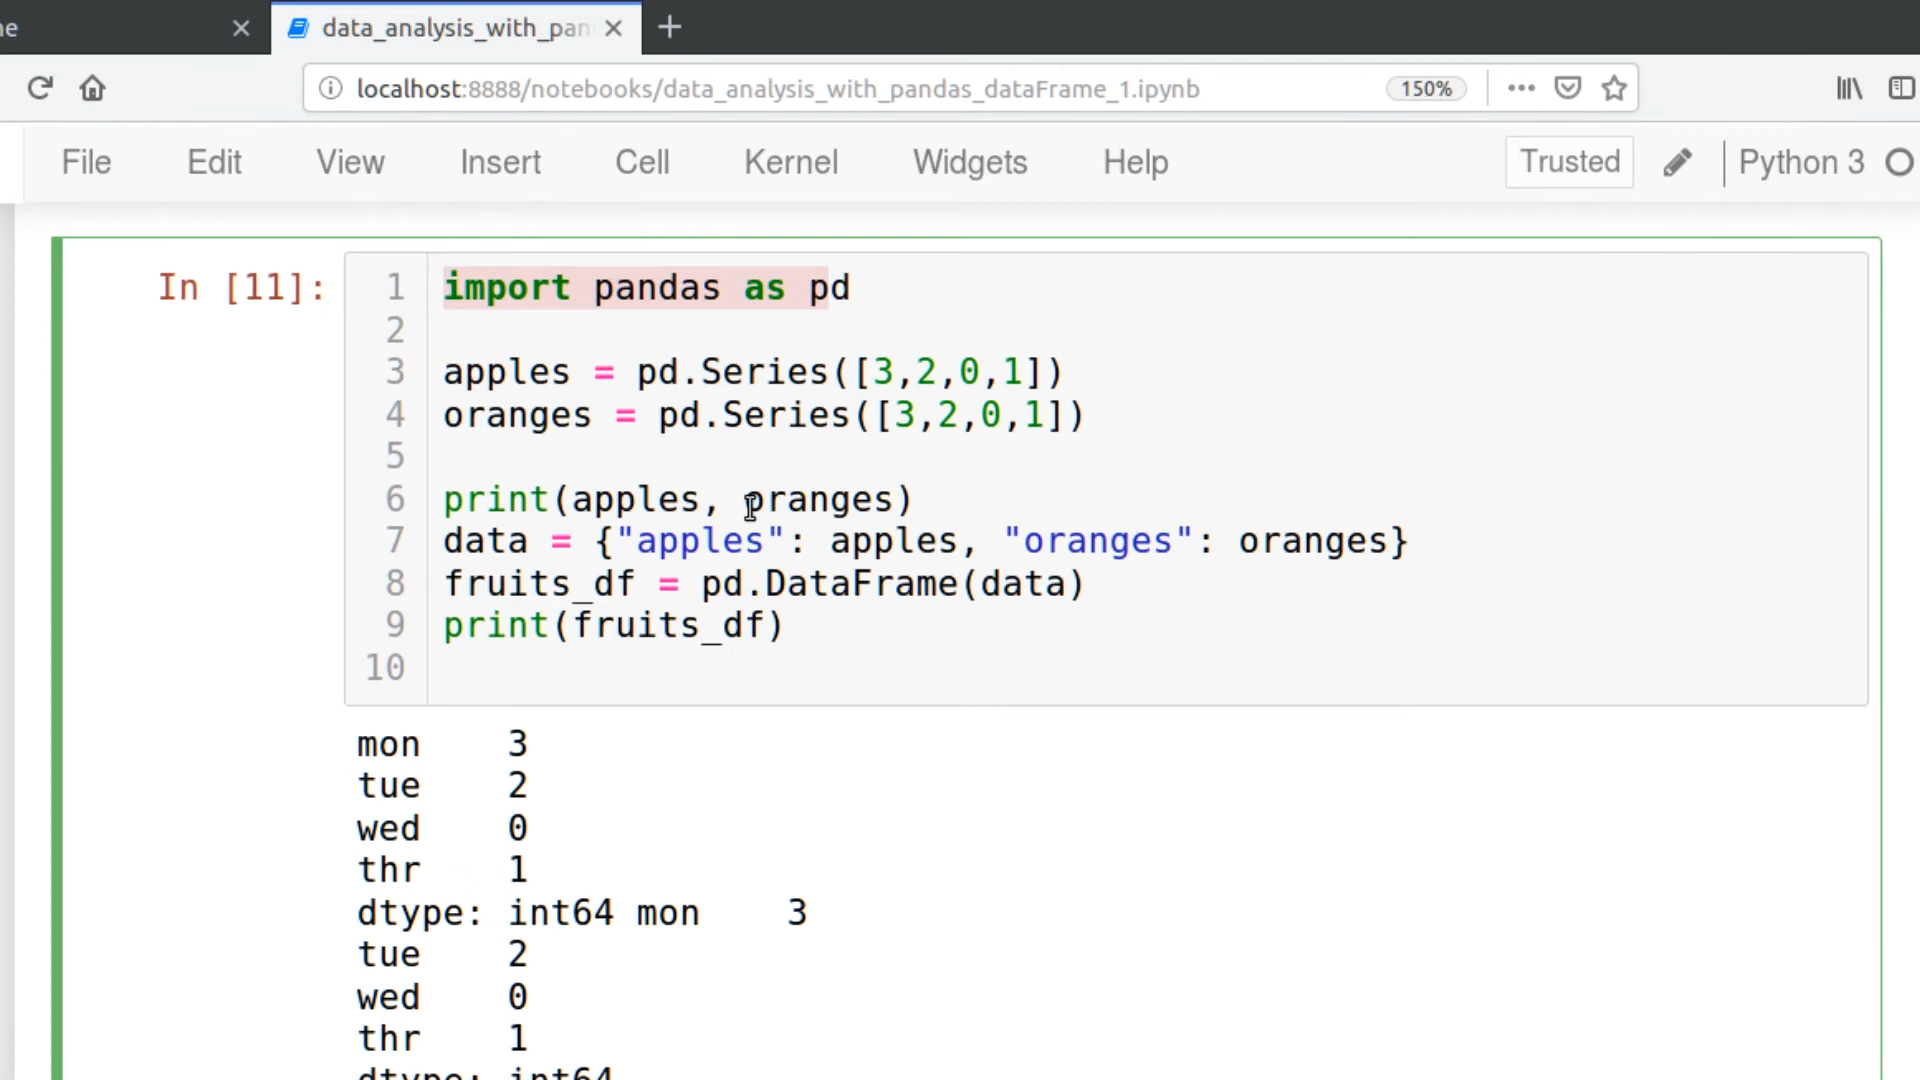 ne
data_analysis_with_pan
localhost:8888/notebooks/data_analysis_with_pandas_dataFrame_1.ipynb
150%
File Edit View Insert Cell Kernel Widgets Help
Trusted
Python 3
In [11]:
1 import pandas as pd
2
3 apples = pd.Series([3,2,0,1])
4 oranges = pd.Series([3,2,0,1])
5
6 print(apples, oranges)
7 data = {"apples": apples, "oranges": oranges}
8 fruits_df = pd.DataFrame(data)
9 print(fruits_df)
10
mon 3
tue 2
wed 0
thr 1
dtype: int64 mon 3
tue 2
wed 0
thr 1
dtype: int64